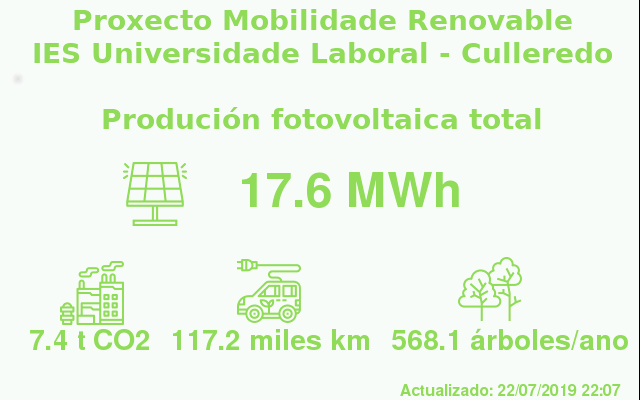 Proxecto Mobilidade Renovable
IES Universidade Laboral - Culleredo
Produción fotovoltaica total
17.6 MWh
7.4 t CO2 117.2 miles km 568.1 árboles/ano
Actualizado: 22/07/2019 22:07